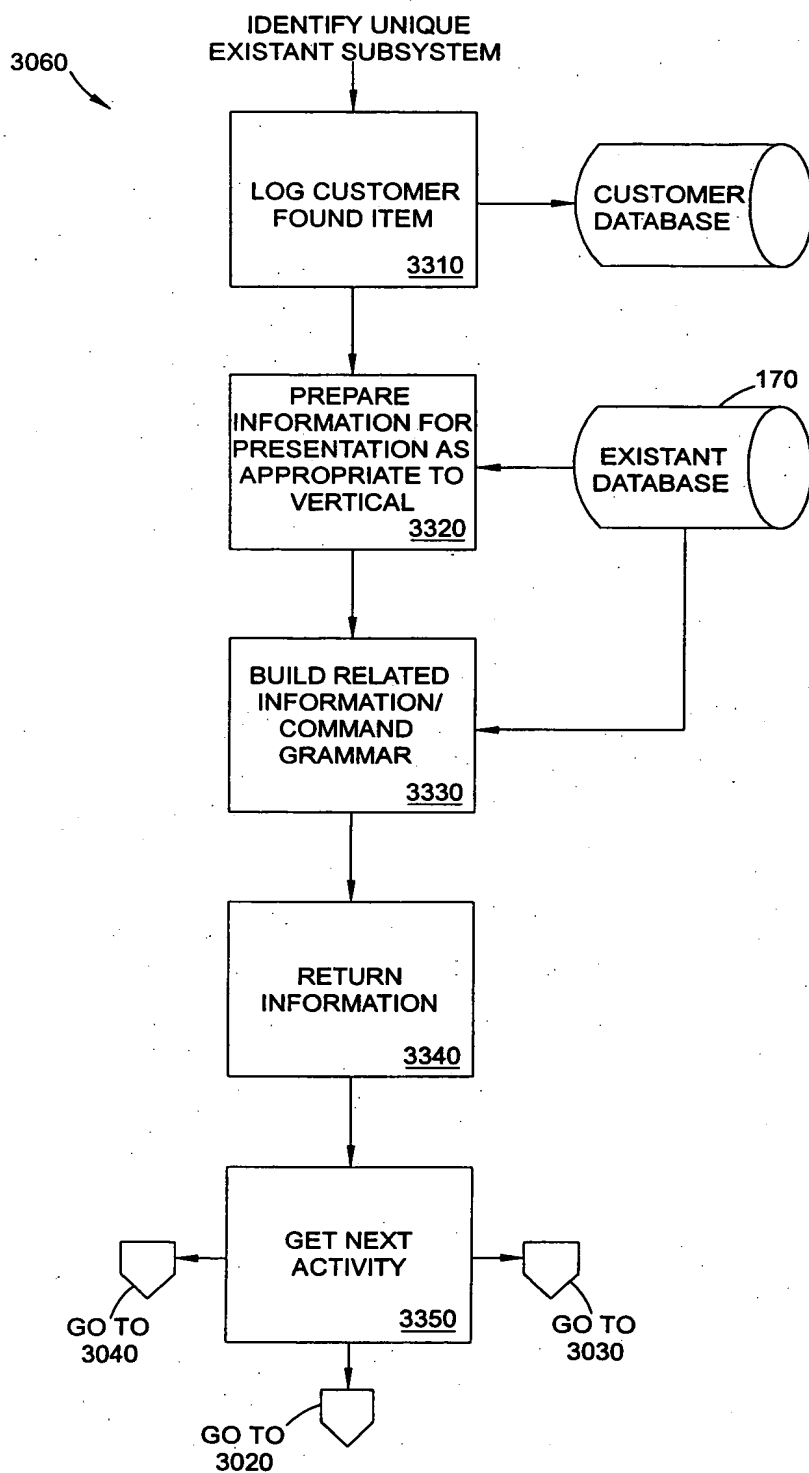 IDENTIFY UNIQUE
EXISTANT SUBSYSTEM
3060
LOG CUSTOMER
FOUND ITEM
3310
CUSTOMER
DATABASE
PREPARE
INFORMATION FOR
PRESENTATION AS
APPROPRIATE TO
VERTICAL
3320
170
EXISTANT
DATABASE
BUILD RELATED
INFORMATION/
COMMAND
GRAMMAR
3330
RETURN
INFORMATION
3340
GET NEXT
ACTIVITY
3350
GO TO
3040
GO TO
3030
GO TO
3020